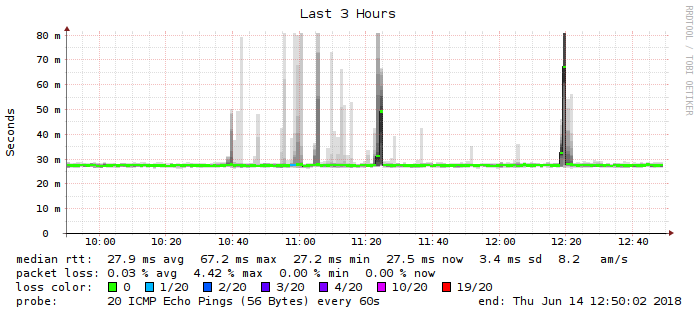 Last 3 Hours
RRDTOOL / TOBI OETIKER
Seconds
80 m
70 m
60 m
50 m
40 m
30 m
20 m
10 m
0
10:00 10:20 10:40 11:00 11:20 11:40 12:00 12:20 12:40
median rtt: 27.9 ms avg 67.2 ms max 27.2 ms min 27.5 ms now 3.4 ms sd 8.2 am/s
packet loss: 0.03 % avg 4.42 % max 0.00 % min 0.00 % now
loss color: 0 1/20 2/20 3/20 4/20 10/20 19/20
probe: 20 ICMP Echo Pings (56 Bytes) every 60s end: Thu Jun 14 12:50:02 2018